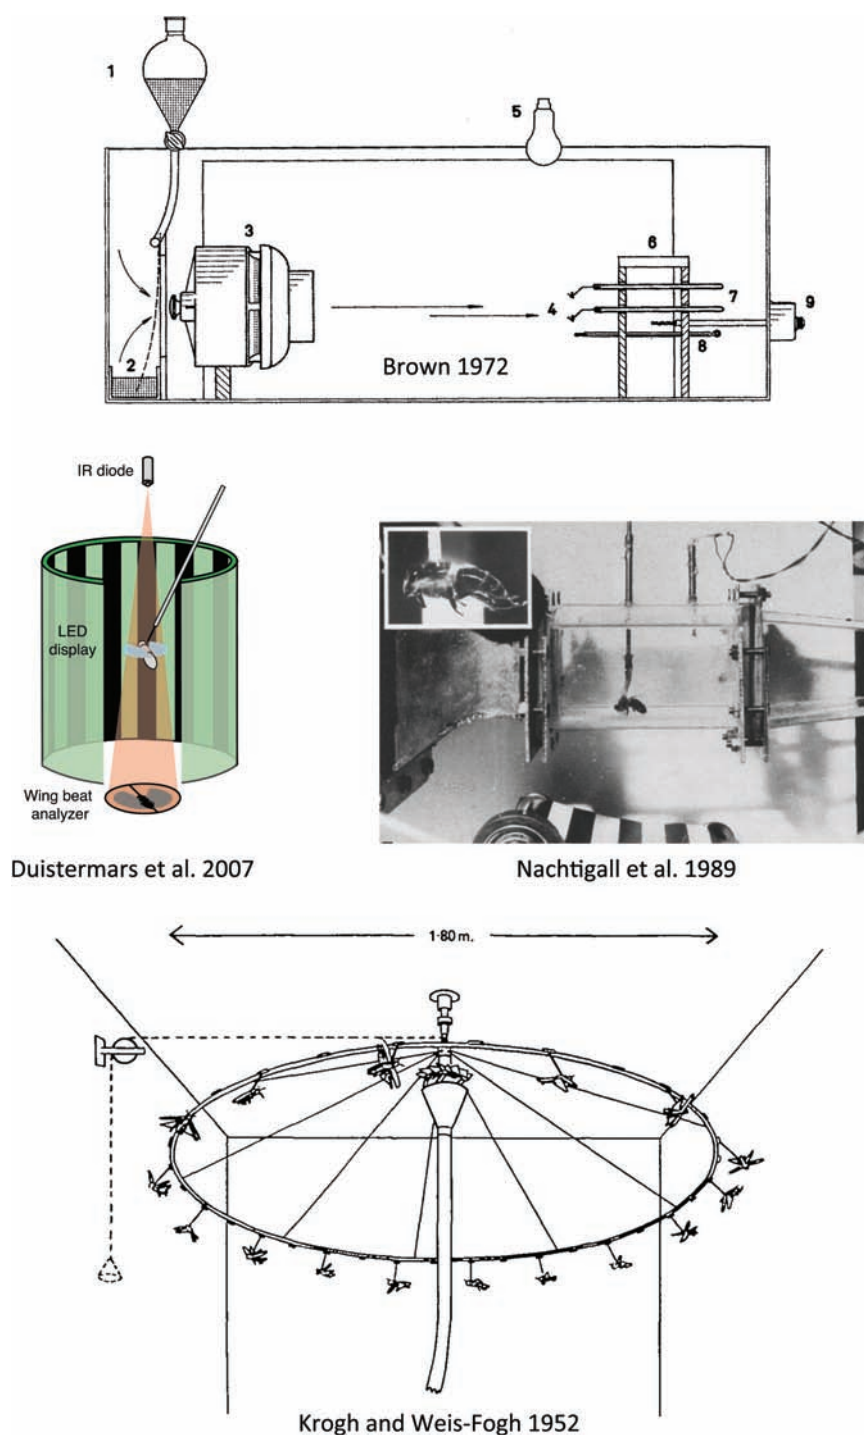 1
5
3
6
4
7
9
2
8
Brown 1972
IR diode
LED
display
Wing beat
analyzer
Duistermars et al. 2007
Nachtigall et al. 1989
1·80 m.
Krogh and Weis-Fogh 1952